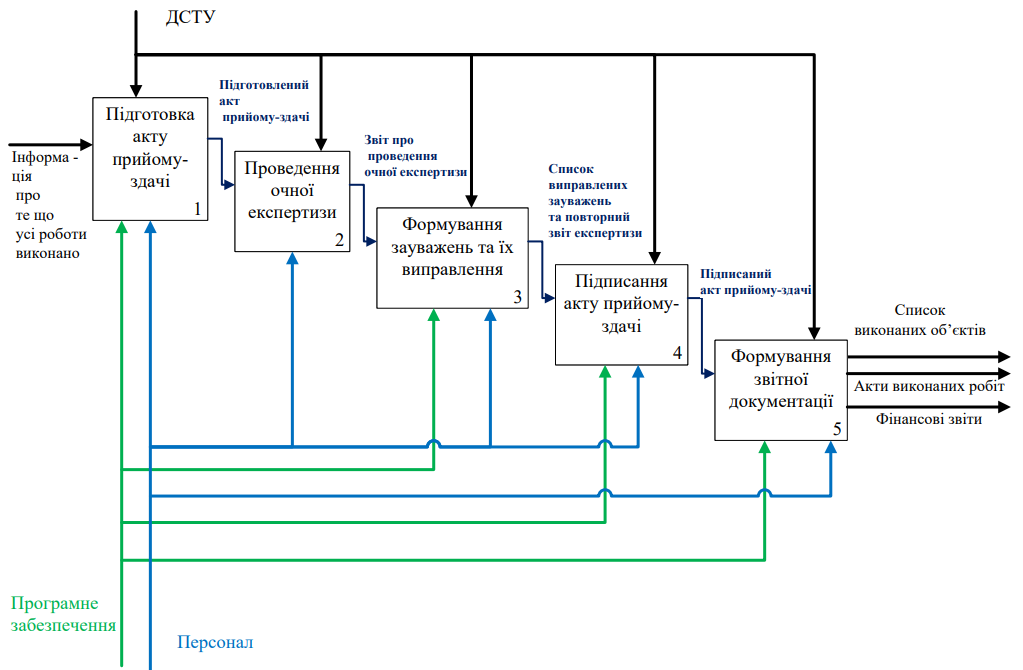 ДСТУ
Підготовлений
акт
прийому-здачі
Підготовка
акту
прийому-
здачі
1
Інформа -
ція
про
те що
усі роботи
виконано
Звіт про
проведення
очної експертизи
Проведення
очної
експертизи
2
Список
виправлених
зауважень
та повторний
звіт експертизи
Формування
зауважень та їх
виправлення
3
Підписаний
акт прийому-здачі
Підписання
акту прийому-
здачі
4
Список
виконаних об’єктів
Формування
звітної
документації
5
Акти виконаних робіт
Фінансові звіти
Програмне
забезпечення
Персонал